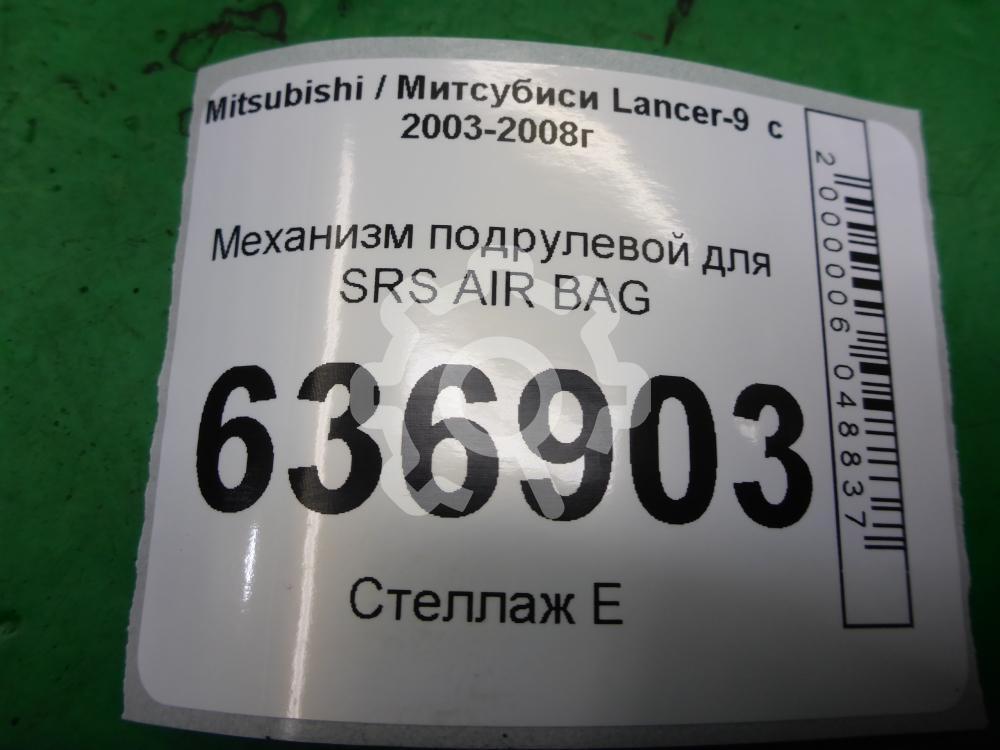 Mitsubishi / Митсубиси Lancer-9 с
2003-2008г
Механизм подрулевой для
SRS AIR BAG
636903
Стеллаж Е
2000006048837